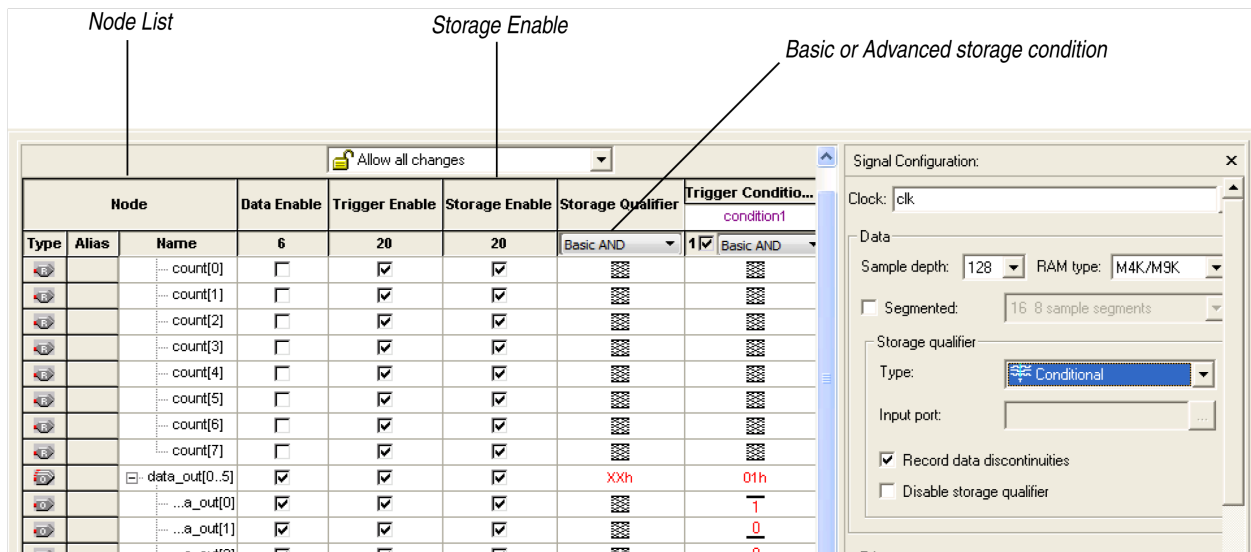 Node List
Storage Enable
Basic or Advanced storage condition
Allow all changes
Node Data Enable Trigger Enable Storage Enable Storage Qualifier Trigger Conditio...
condition1
Type Alias Name 6 20 20 Basic AND 1 Basic AND
count[0]
count[1]
count[2]
count[3]
count[4]
count[5]
count[6]
count[7]
data_out[0..5] XXh 01h
...a_out[0] 1
...a_out[1] 0
Signal Configuration: x
Clock: clk
Data
Sample depth: 128 RAM type: M4K/M9K
Segmented: 16 8 sample segments
Storage qualifier
Type: Conditional
Input port: ...
Record data discontinuities
Disable storage qualifier